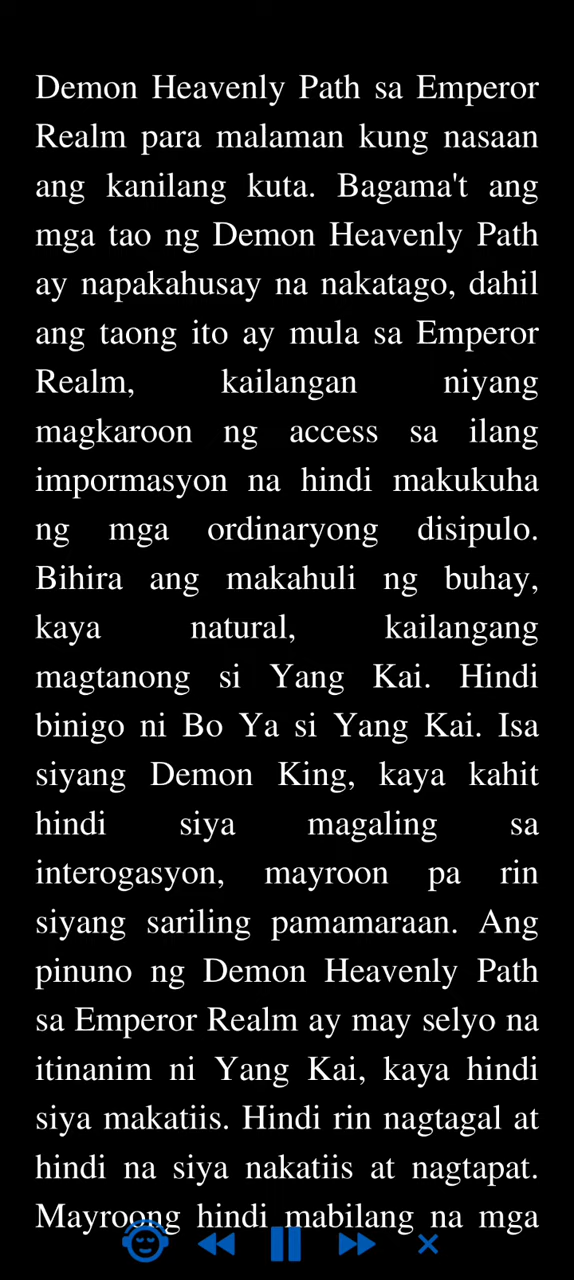 Demon Heavenly Path sa Emperor
Realm para malaman kung nasaan
ang kanilang kuta. Bagama't ang
mga tao ng Demon Heavenly Path
ay napakahusay na nakatago, dahil
ang taong ito ay mula sa Emperor
Realm, kailangan niyang
magkaroon ng access sa ilang
impormasyon na hindi makukuha
ng mga ordinaryong disipulo.
Bihira ang makahuli ng buhay,
kaya natural, kailangang
magtanong si Yang Kai. Hindi
binigo ni Bo Ya si Yang Kai. Isa
siyang Demon King, kaya kahit
hindi siya magaling sa
interogasyon, mayroon pa rin
siyang sariling pamamaraan. Ang
pinuno ng Demon Heavenly Path
sa Emperor Realm ay may selyo na
itinanim ni Yang Kai, kaya hindi
siya makatiis. Hindi rin nagtagal at
hindi na siya nakatiis at nagtapat.
Mayroong hindi mabilang na mga